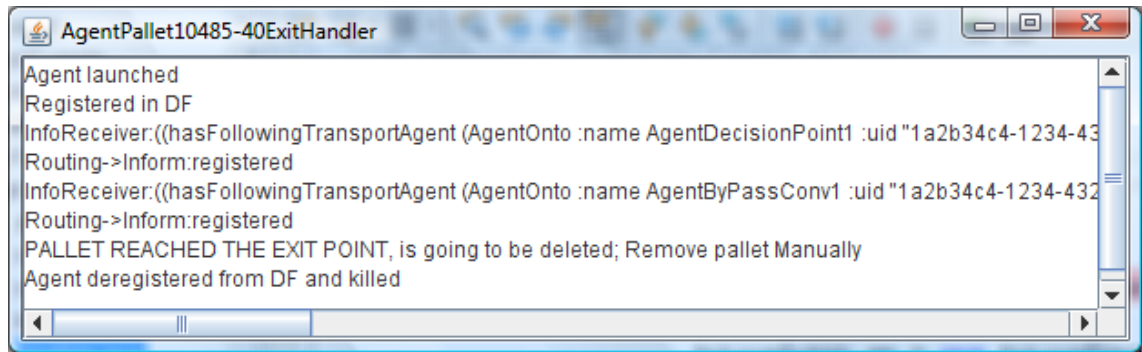 AgentPallet10485-40ExitHandler
Agent launched
Registered in DF
InfoReceiver:((hasFollowingTransportAgent (AgentOnto :name AgentDecisionPoint1 :uid "1a2b34c4-1234-43
Routing->Inform:registered
InfoReceiver:((hasFollowingTransportAgent (AgentOnto :name AgentByPassConv1 :uid "1a2b34c4-1234-432
Routing->Inform:registered
PALLET REACHED THE EXIT POINT, is going to be deleted; Remove pallet Manually
Agent deregistered from DF and killed